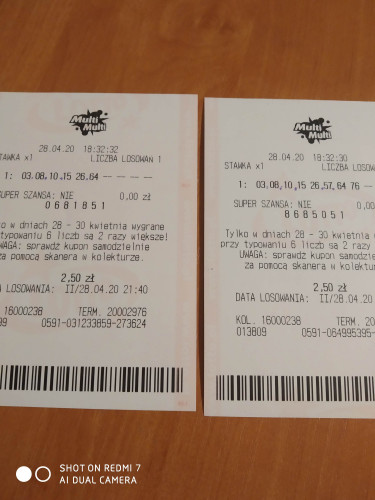 Multi
Multi
28.04.20 18:32:32
STAWKA x1 LICZBA LOSOWAŃ 1
1: 03,08,10,15 26,64 -- -- -- --
SUPER SZANSA: NIE 0,00 zł
0681851
ko w dniach 28 - 30 kwietnia wygrane
typowaniu 6 liczb są 2 razy większe!
UWAGA: sprawdź kupon samodzielnie
za pomocą skanera w kolekturze.
2,50 zł
A LOSOWANIA: II/28.04.20 21:40
16000238 TERM. 20002976
99 0591-031233859-273624
Multi
Multi
28.04.20 18:32:30
STAWKA x1 LICZBA LOSOWA
1: 03,08,10,15 26,57,64 76 -- --
SUPER SZANSA: NIE 0,00
8685051
Tylko w dniach 28 - 30 kwietnia
przy typowaniu 6 liczb są 2 razy
UWAGA: sprawdź kupon samodziel
za pomocą skanera w kolekt
2,50 zł
DATA LOSOWANIA: II/28.04.20
KOL. 16000238 TERM. 20
013809 0591-064995395-
SHOT ON REDMI 7
AI DUAL CAMERA